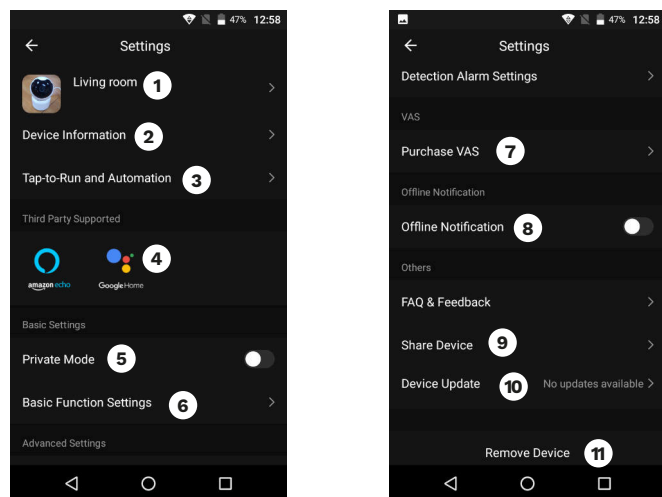 47% 12:58
Settings
Living room 1
Device Information 2
Tap-to-Run and Automation 3
Third Party Supported
4
amazon echo Google Home
Basic Settings
Private Mode 5
Basic Function Settings 6
Advanced Settings
47% 12:58
Settings
Detection Alarm Settings
VAS
Purchase VAS 7
Offline Notification
Offline Notification 8
Others
FAQ & Feedback
Share Device 9
Device Update 10 No updates available
Remove Device 11